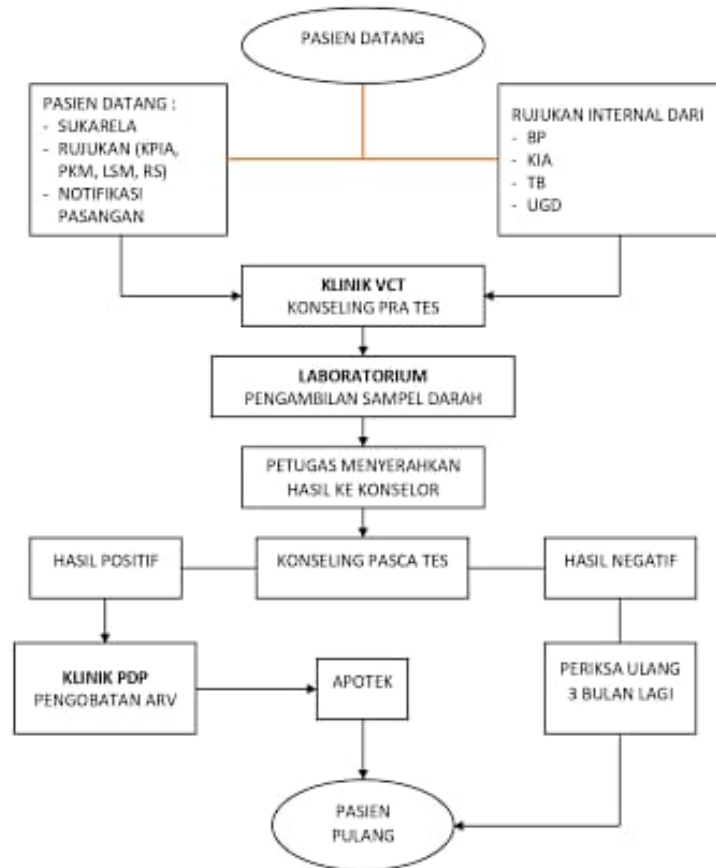 PASIEN DATANG
PASIEN DATANG :
- SUKARELA
- RUJUKAN (KPIA,
PKM, LSM, RS)
- NOTIFIKASI
PASANGAN
RUJUKAN INTERNAL DARI
- BP
- KIA
- TB
- UGD
KLINIK VCT
KONSELING PRA TES
LABORATORIUM
PENGAMBILAN SAMPEL DARAH
PETUGAS MENYERAHKAN
HASIL KE KONSELOR
HASIL POSITIF
KONSELING PASCA TES
HASIL NEGATIF
KLINIK PDP
PENGOBATAN ARV
APOTEK
PERIKSA ULANG
3 BULAN LAGI
PASIEN
PULANG